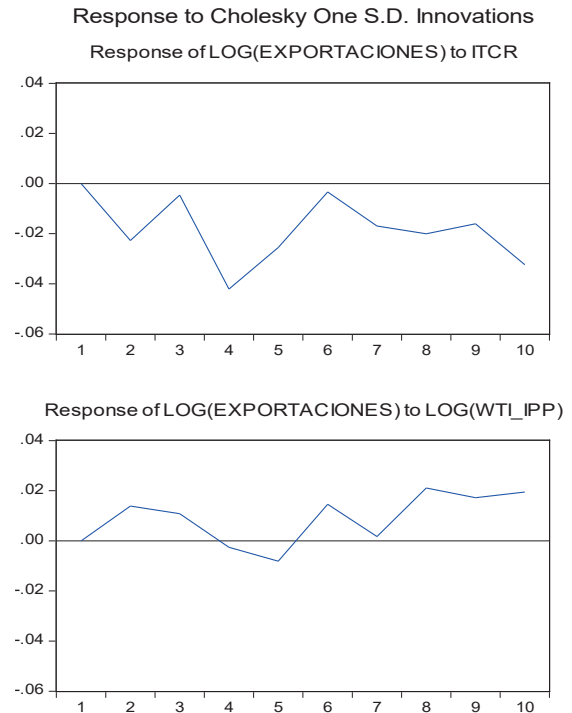 Response to Cholesky One S.D. Innovations
Response of LOG(EXPORTACIONES) to ITCR
.04
.02
.00
-.02
-.04
-.06
1 2 3 4 5 6 7 8 9 10
Response of LOG(EXPORTACIONES) to LOG(WTI_IPP)
.04
.02
.00
-.02
-.04
-.06
1 2 3 4 5 6 7 8 9 10